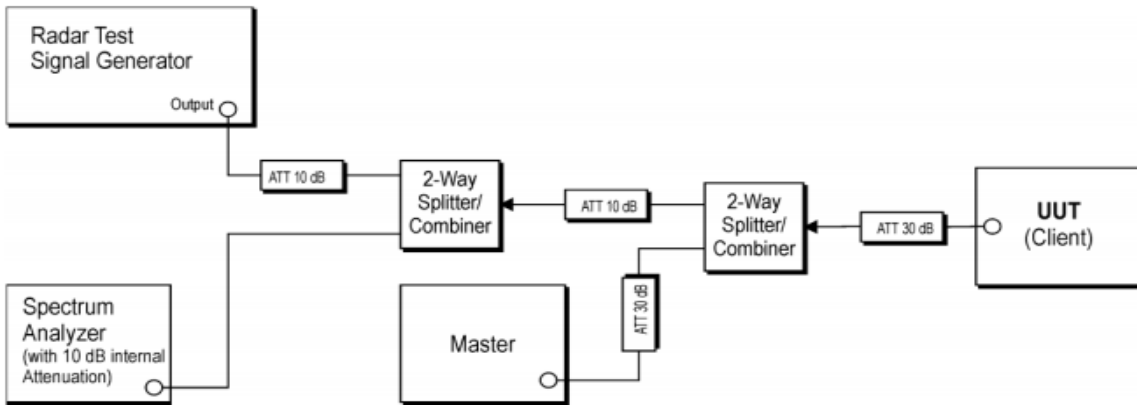 Radar Test
Signal Generator
Output
ATT 10 dB
2-Way
Splitter/
Combiner
ATT 10 dB
2-Way
Splitter/
Combiner
ATT 30 dB
UUT
(Client)
ATT 30 dB
Spectrum
Analyzer
(with 10 dB internal
Attenuation)
Master